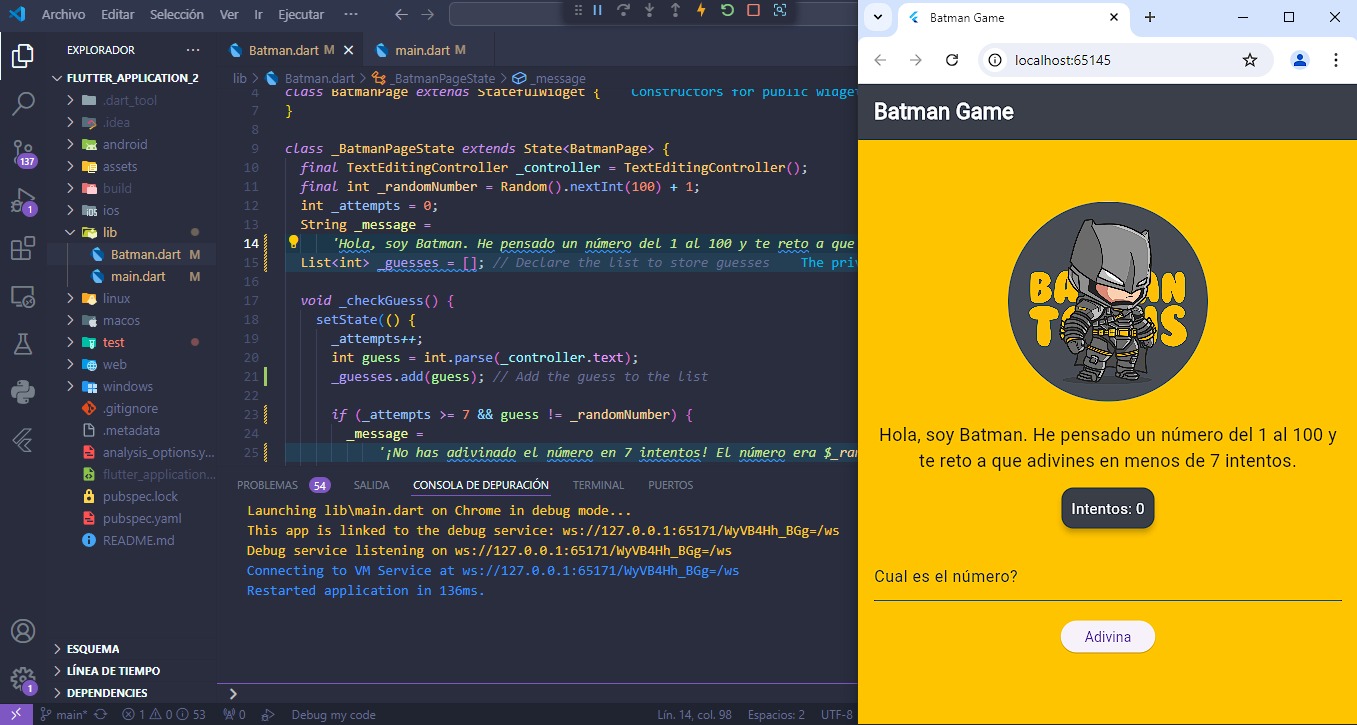 Archivo Editar Selección Ver Ir Ejecutar ···
EXPLORADOR ···
FLUTTER_APPLICATION_2
.dart_tool
.idea
android
assets
build
ios
lib
Batman.dart M
main.dart M
linux
macos
test
web
windows
.gitignore
.metadata
analysis_options.y...
flutter_application...
pubspec.lock
pubspec.yaml
README.md
ESQUEMA
LÍNEA DE TIEMPO
DEPENDENCIES
137
1
1
Batman.dart M
main.dart M
lib > Batman.dart > _BatmanPageState > _message
4 class BatmanPage extends StatefulWidget { Constructors for public widge
7 }
8
9 class _BatmanPageState extends State<BatmanPage> {
10 final TextEditingController _controller = TextEditingController();
11 final int _randomNumber = Random().nextInt(100) + 1;
12 int _attempts = 0;
13 String _message =
14 'Hola, soy Batman. He pensado un número del 1 al 100 y te reto a que
15 List<int> _guesses = []; // Declare the list to store guesses The priv
16
17 void _checkGuess() {
18 setState(() {
19 _attempts++;
20 int guess = int.parse(_controller.text);
21 _guesses.add(guess); // Add the guess to the list
22
23 if (_attempts >= 7 && guess != _randomNumber) {
24 _message =
25 '¡No has adivinado el número en 7 intentos! El número era $_ran
PROBLEMAS 54 SALIDA CONSOLA DE DEPURACIÓN TERMINAL PUERTOS
Launching lib\main.dart on Chrome in debug mode...
This app is linked to the debug service: ws://127.0.0.1:65171/WyVB4Hh_BGg=/ws
Debug service listening on ws://127.0.0.1:65171/WyVB4Hh_BGg=/ws
Connecting to VM Service at ws://127.0.0.1:65171/WyVB4Hh_BGg=/ws
Restarted application in 136ms.
main* 1 0 53 0 Debug my code Lín. 14, col. 98 Espacios: 2 UTF-8
Batman Game
localhost:65145
Batman Game
Hola, soy Batman. He pensado un número del 1 al 100 y
te reto a que adivines en menos de 7 intentos.
Intentos: 0
Cual es el número?
Adivina